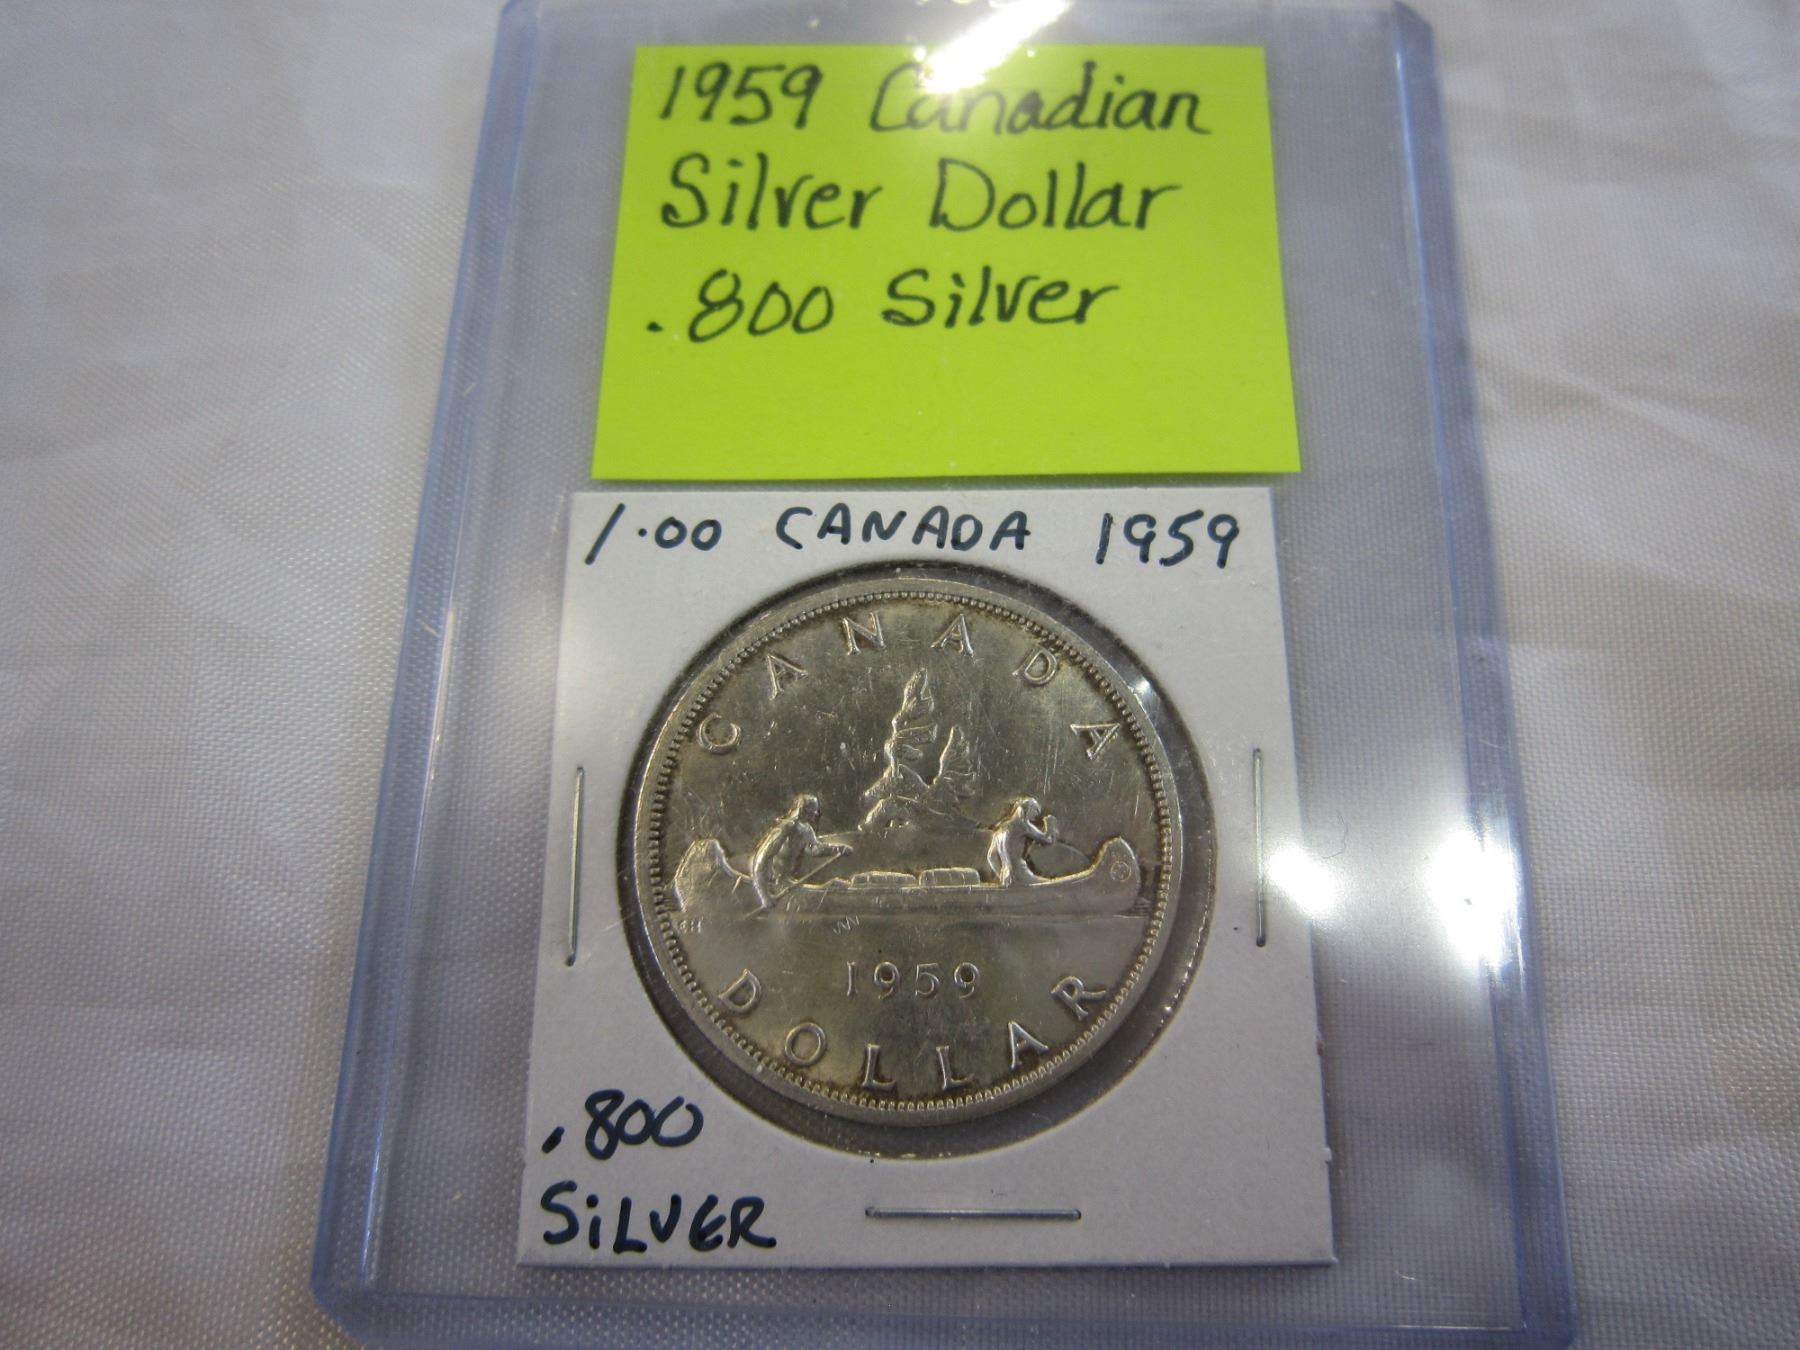 1959 Canadian
Silver Dollar
.800 Silver
1.00 CANADA 1959
CANADA
1959
DOLLAR
.800
SiLVER